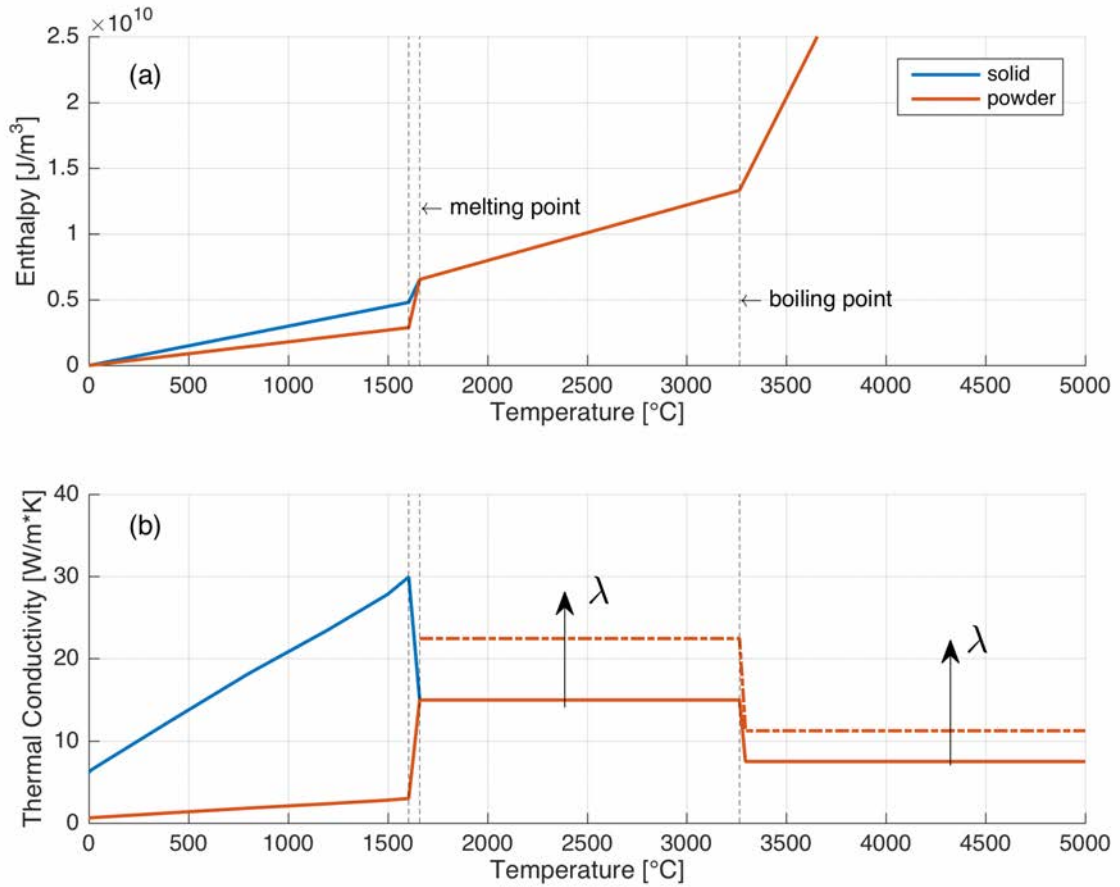 ×10^10
2.5
2
1.5
1
0.5
0
Enthalpy [J/m³]
(a)
solid
powder
← melting point
← boiling point
0 500 1000 1500 2000 2500 3000 3500 4000 4500 5000
Temperature [°C]
40
30
20
10
0
Thermal Conductivity [W/m*K]
(b)
λ
λ
0 500 1000 1500 2000 2500 3000 3500 4000 4500 5000
Temperature [°C]